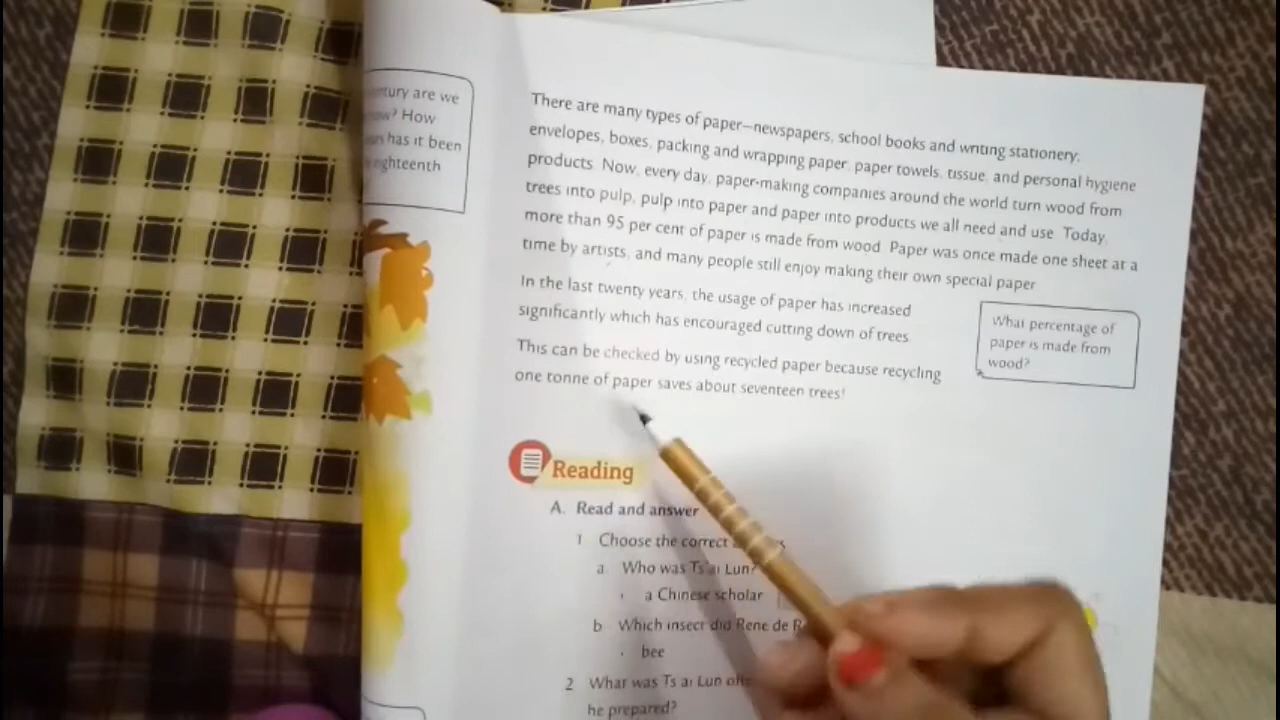 ntury are we
now? How
years has it been
eighteenth
There are many types of paper—newspapers, school books and writing stationery,
envelopes, boxes, packing and wrapping paper, paper towels, tissue, and personal hygiene
products. Now, every day, paper-making companies around the world turn wood from
trees into pulp, pulp into paper and paper into products we all need and use. Today,
more than 95 per cent of paper is made from wood. Paper was once made one sheet at a
time by artists, and many people still enjoy making their own special paper.
In the last twenty years, the usage of paper has increased
significantly which has encouraged cutting down of trees.
What percentage of
paper is made from
wood?
This can be checked by using recycled paper because recycling
one tonne of paper saves about seventeen trees!
Reading
A. Read and answer
1 Choose the correct
a. Who was Ts'ai Lun?
a Chinese scholar
b Which insect did Rene de R
bee
2 What was Ts'ai Lun
he prepared?